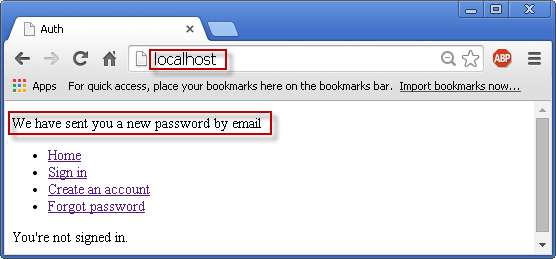 Auth
localhost
ABP
Apps For quick access, place your bookmarks here on the bookmarks bar. Import bookmarks now...
We have sent you a new password by email
Home
Sign in
Create an account
Forgot password
You're not signed in.